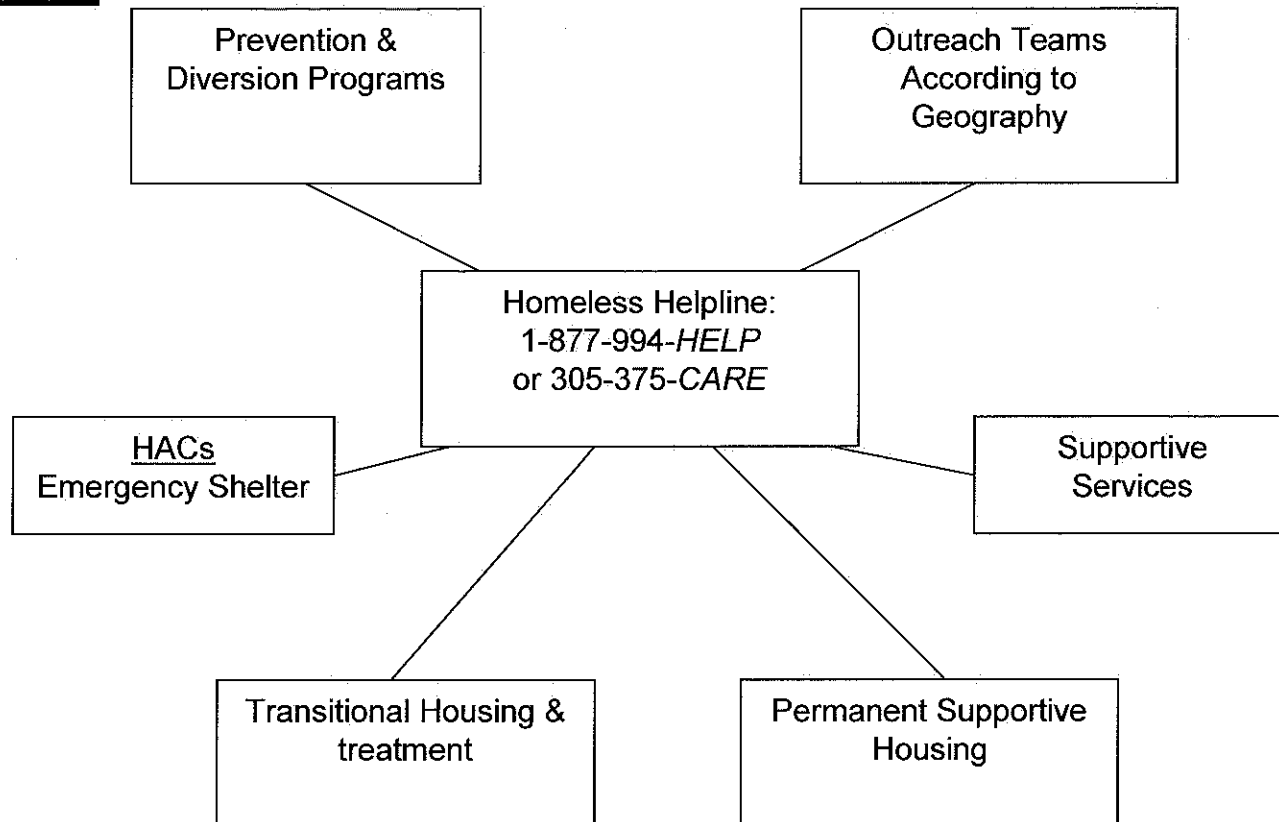 Prevention &
Diversion Programs
Outreach Teams
According to
Geography
Homeless Helpline:
1-877-994-HELP
or 305-375-CARE
HACs
Emergency Shelter
Supportive
Services
Transitional Housing &
treatment
Permanent Supportive
Housing